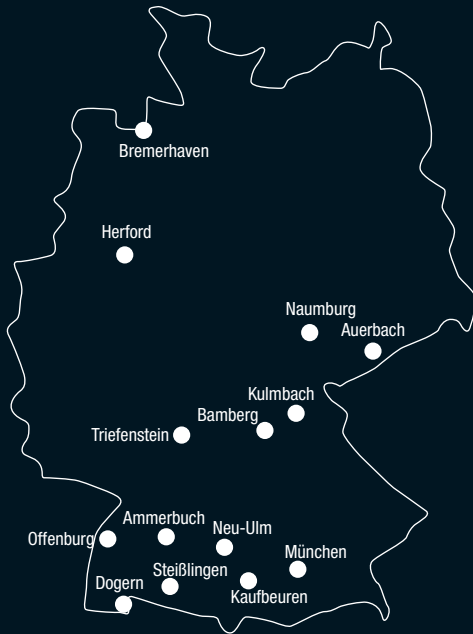 Bremerhaven
Herford
Naumburg
Auerbach
Kulmbach
Bamberg
Triefenstein
Ammerbuch
Neu-Ulm
Offenburg
München
Steißlingen
Dogern
Kaufbeuren